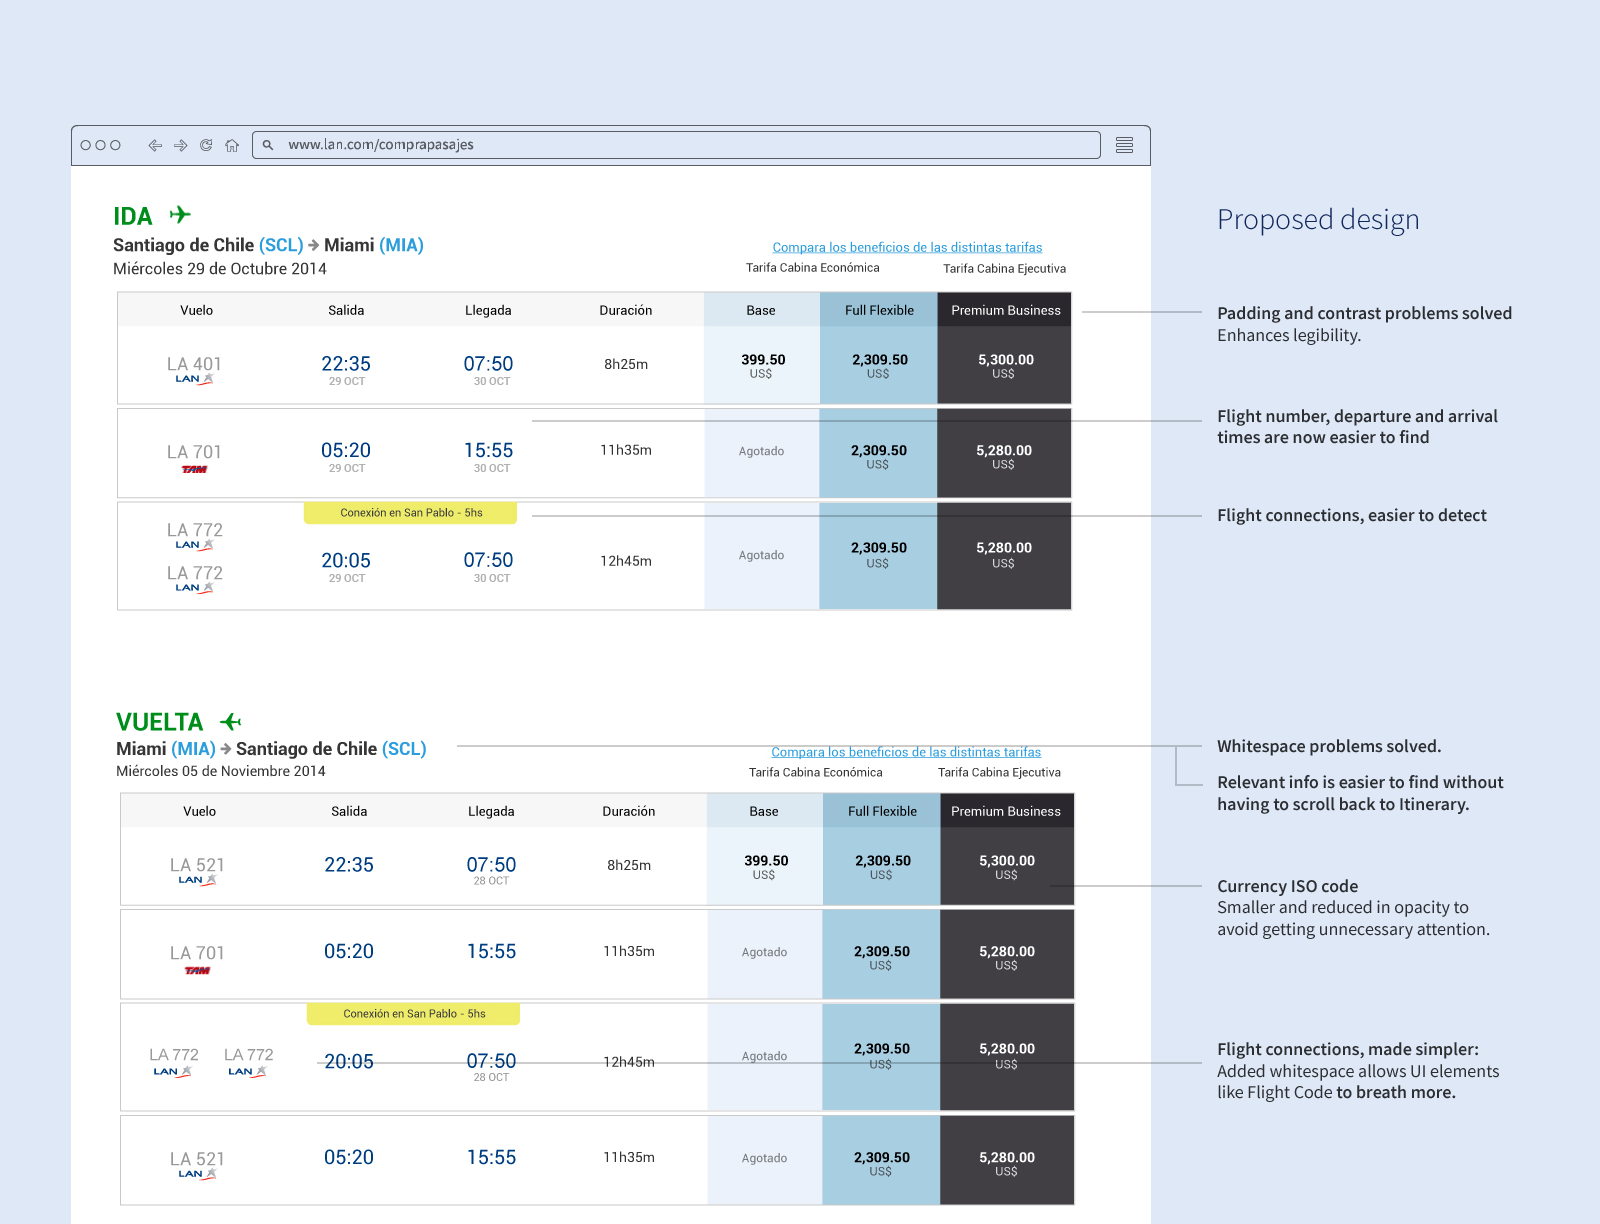 www.lan.com/comprapasajes
IDA
Santiago de Chile (SCL) → Miami (MIA)
Miércoles 29 de Octubre 2014
Compara los beneficios de las distintas tarifas
Tarifa Cabina Económica Tarifa Cabina Ejecutiva
Vuelo Salida Llegada Duración Base Full Flexible Premium Business
LA 401 22:35 07:50 8h25m 399.50 2,309.50 5,300.00
LAN 29 OCT 30 OCT US$ US$ US$
LA 701 05:20 15:55 11h35m Agotado 2,309.50 5,280.00
TAM 29 OCT 30 OCT US$ US$
Conexión en San Pablo - 5hs
LA 772
LAN
20:05 07:50 12h45m Agotado 2,309.50 5,280.00
29 OCT 30 OCT US$ US$
LA 772
LAN
VUELTA
Miami (MIA) → Santiago de Chile (SCL)
Miércoles 05 de Noviembre 2014
Compara los beneficios de las distintas tarifas
Tarifa Cabina Económica Tarifa Cabina Ejecutiva
Vuelo Salida Llegada Duración Base Full Flexible Premium Business
LA 521 22:35 07:50 8h25m 399.50 2,309.50 5,300.00
LAN 28 OCT US$ US$ US$
LA 701 05:20 15:55 11h35m Agotado 2,309.50 5,280.00
TAM US$ US$
Conexión en San Pablo - 5hs
LA 772 LA 772 20:05 07:50 12h45m Agotado 2,309.50 5,280.00
LAN LAN 28 OCT US$ US$
LA 521 05:20 15:55 11h35m Agotado 2,309.50 5,280.00
LAN US$ US$
Proposed design
Padding and contrast problems solved
Enhances legibility.
Flight number, departure and arrival
times are now easier to find
Flight connections, easier to detect
Whitespace problems solved.
Relevant info is easier to find without
having to scroll back to Itinerary.
Currency ISO code
Smaller and reduced in opacity to
avoid getting unnecessary attention.
Flight connections, made simpler:
Added whitespace allows UI elements
like Flight Code to breath more.